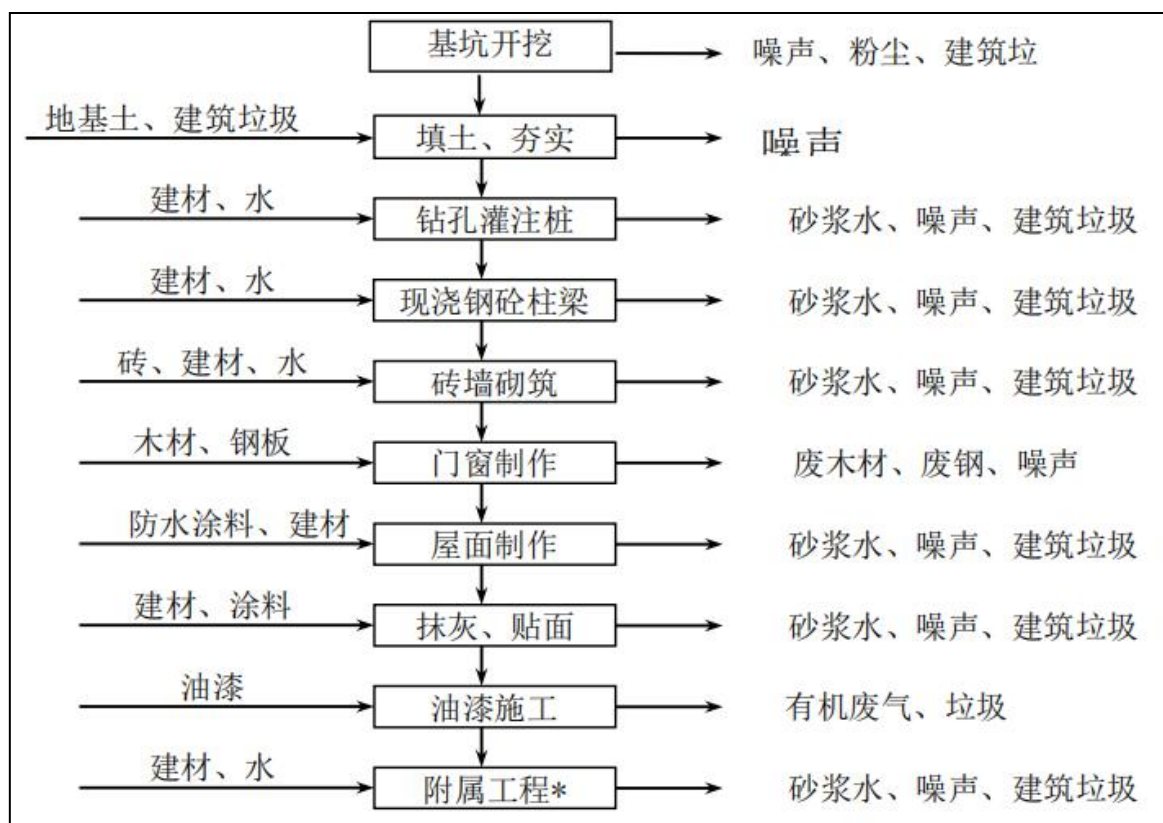 基坑开挖 噪声、粉尘、建筑垃
地基土、建筑垃圾 填土、夯实 噪声
建材、水 钻孔灌注桩 砂浆水、噪声、建筑垃圾
建材、水 现浇钢砼柱梁 砂浆水、噪声、建筑垃圾
砖、建材、水 砖墙砌筑 砂浆水、噪声、建筑垃圾
木材、钢板 门窗制作 废木材、废钢、噪声
防水涂料、建材 屋面制作 砂浆水、噪声、建筑垃圾
建材、涂料 抹灰、贴面 砂浆水、噪声、建筑垃圾
油漆 油漆施工 有机废气、垃圾
建材、水 附属工程* 砂浆水、噪声、建筑垃圾